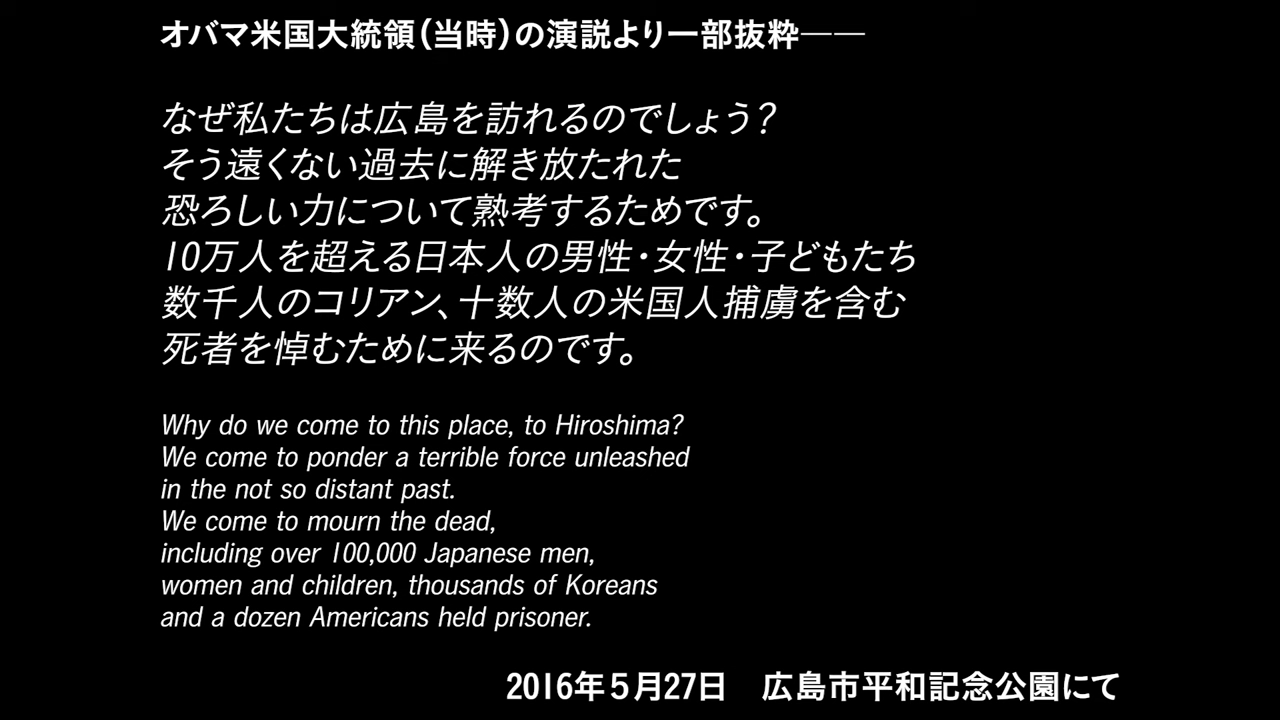 オバマ米国大統領(当時)の演説より一部抜粋――
なぜ私たちは広島を訪れるのでしょう?
そう遠くない過去に解き放たれた
恐ろしい力について熟考するためです。
10万人を超える日本人の男性・女性・子どもたち
数千人のコリアン、十数人の米国人捕虜を含む
死者を悼むために来るのです。
Why do we come to this place, to Hiroshima?
We come to ponder a terrible force unleashed
in the not so distant past.
We come to mourn the dead,
including over 100,000 Japanese men,
women and children, thousands of Koreans
and a dozen Americans held prisoner.
2016年5月27日 広島市平和記念公園にて